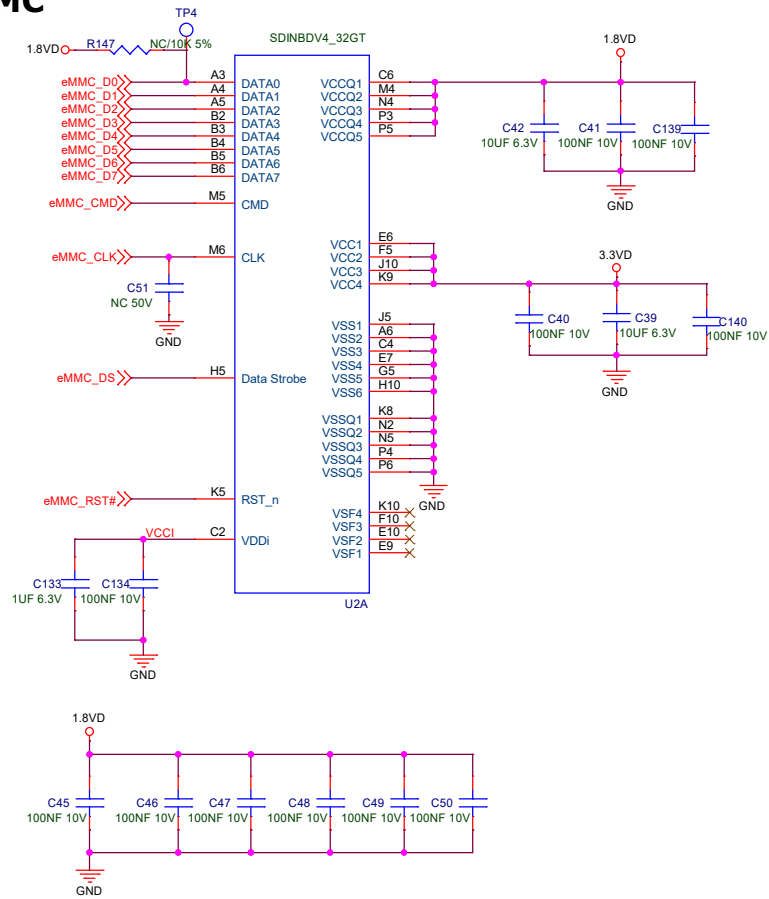 MC
TP4
1.8VD
R147
NC/10K 5%
SDINBDV4_32GT
eMMC_D0
eMMC_D1
eMMC_D2
eMMC_D3
eMMC_D4
eMMC_D5
eMMC_D6
eMMC_D7
A3
A4
A5
B2
B3
B4
B5
B6
DATA0
DATA1
DATA2
DATA3
DATA4
DATA5
DATA6
DATA7
eMMC_CMD
M5
CMD
eMMC_CLK
M6
CLK
C51
NC 50V
GND
eMMC_DS
H5
Data Strobe
eMMC_RST#
K5
RST_n
VCCI
C2
VDDi
C133
1UF 6.3V
C134
100NF 10V
GND
VCCQ1
VCCQ2
VCCQ3
VCCQ4
VCCQ5
C6
M4
N4
P3
P5
1.8VD
C42
10UF 6.3V
C41
100NF 10V
C139
100NF 10V
GND
VCC1
VCC2
VCC3
VCC4
E6
F5
J10
K9
3.3VD
C40
100NF 10V
C39
10UF 6.3V
C140
100NF 10V
GND
VSS1
VSS2
VSS3
VSS4
VSS5
VSS6
J5
A6
C4
E7
G5
H10
VSSQ1
VSSQ2
VSSQ3
VSSQ4
VSSQ5
K8
N2
N5
P4
P6
GND
VSF4
VSF3
VSF2
VSF1
K10
F10
E10
E9
U2A
1.8VD
C45
100NF 10V
C46
100NF 10V
C47
100NF 10V
C48
100NF 10V
C49
100NF 10V
C50
100NF 10V
GND